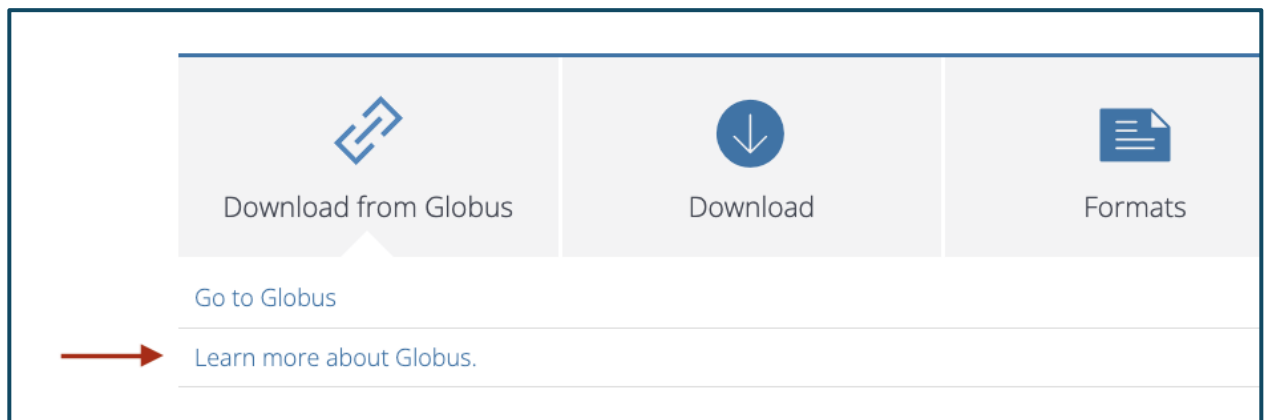 Download from Globus
Download
Formats
Go to Globus
Learn more about Globus.